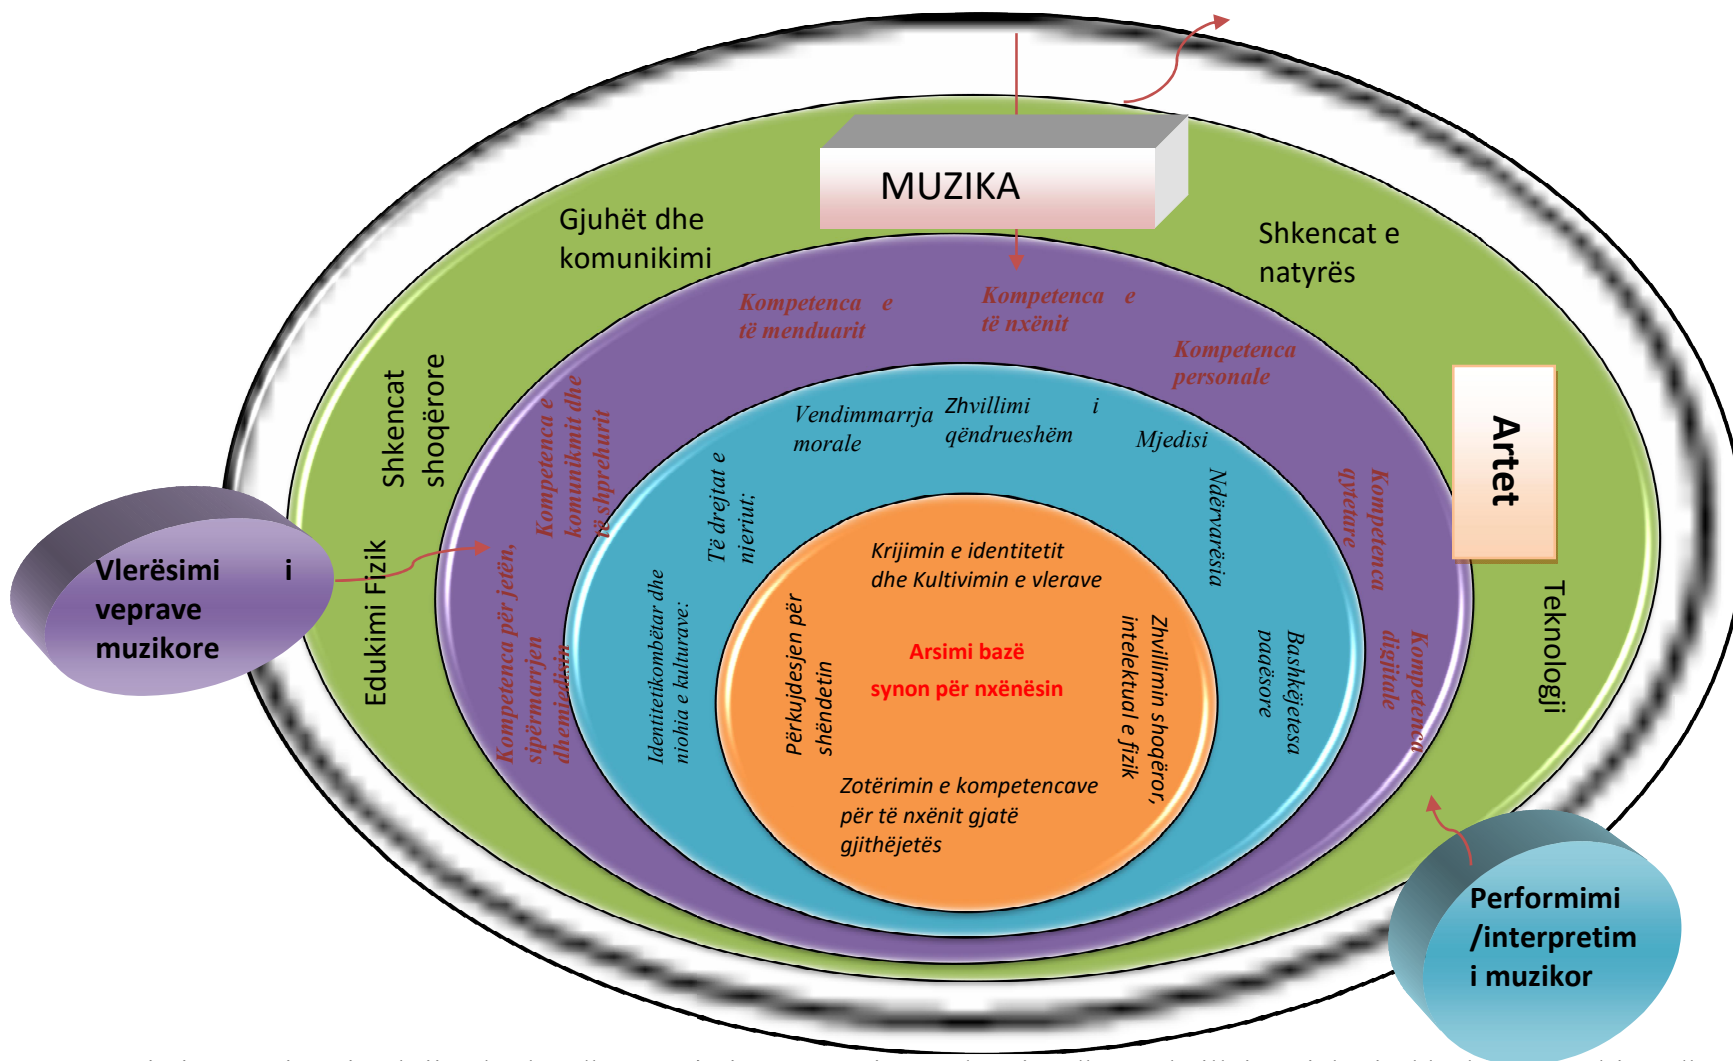 MUZIKA
Gjuhët dhe
komunikimi
Shkencat e
natyrës
Shkencat
shoqërore
Edukimi Fizik
Artet
Teknologji
Kompetenca e
të menduarit
Kompetenca e
të nxënit
Kompetenca
personale
Kompetenca e
komunikmit dhe
të shprehurit
Kompetenca për jetën,
sipërmarrjen
dhemjedisin
Kompetenca
qytetare
Kompetenca
digjitale
Vendimmarrja
morale
Zhvillimi i
qëndrueshëm
Mjedisi
Të drejtat e
njeriut;
Ndërvarësia
Identitetikombëtar dhe
njohja e kulturave:
Bashkëjetesa
paqësore
Krijimin e identitetit
dhe Kultivimin e vlerave
Përkujdesjen për
shëndetin
Arsimi bazë
synon për nxënësin
Zhvillimin shoqëror,
intelektual e fizik
Zotërimin e kompetencave
për të nxënit gjatë
gjithëjetës
Vlerësimi i
veprave
muzikore
Performimi
/interpretim
i muzikor